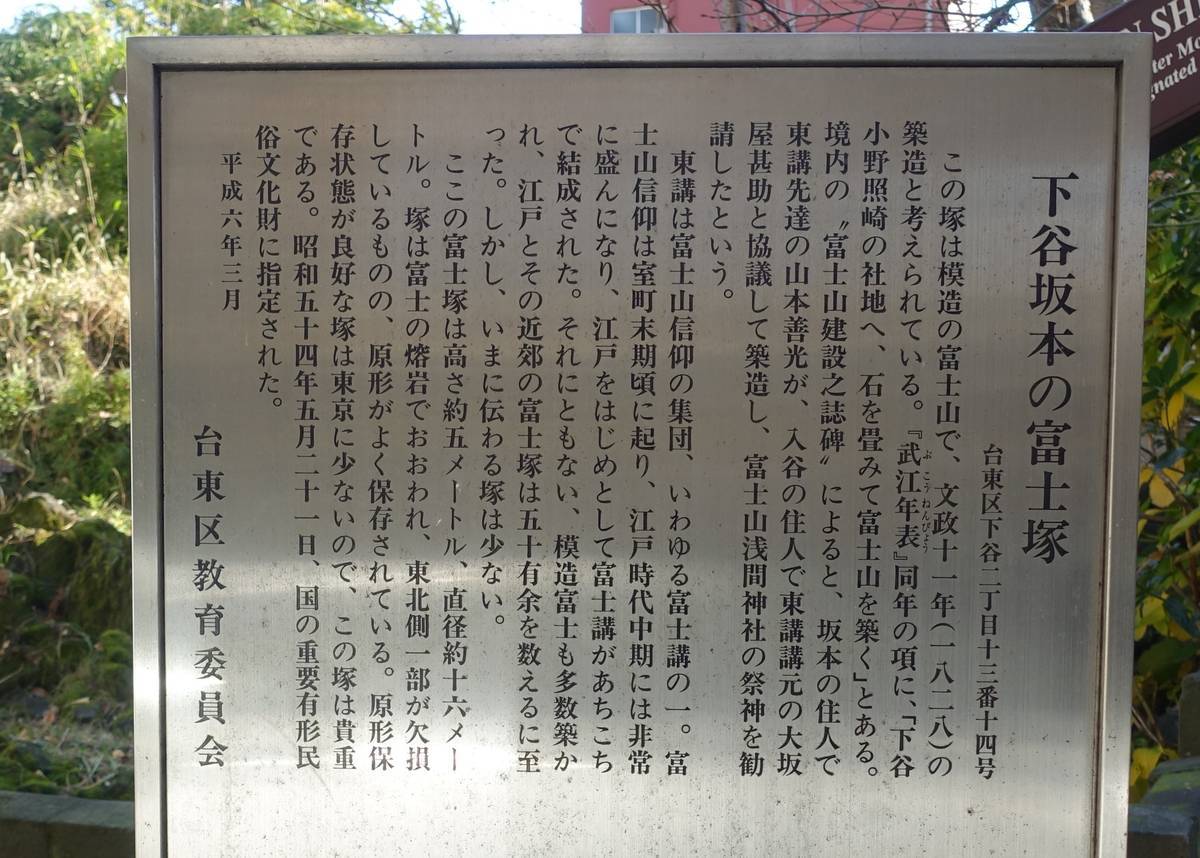 下谷坂本の富士塚
台東区下谷二丁目十三番十四号
この塚は模造の富士山で、文政十一年(一八二八)の
築造と考えられている。『武江年表』同年の項に、「下谷
ぶこうねんぴょう
小野照崎の社地へ、石を畳みて富士山を築く」とある。
境内の〝富士山建設之誌碑〟によると、坂本の住人で
東講先達の山本善光が、入谷の住人で東講講元の大坂
屋甚助と協議して築造し、富士山浅間神社の祭神を勧
請したという。
東講は富士山信仰の集団、いわゆる富士講の一。富
士山信仰は室町末期頃に起り、江戸時代中期には非常
に盛んになり、江戸をはじめとして富士講があちこち
で結成された。それにともない、模造富士も多数築か
れ、江戸とその近郊の富士塚は五十有余を数えるに至
った。しかし、いまに伝わる塚は少ない。
ここの富士塚は高さ約五メートル、直径約十六メー
トル。塚は富士の熔岩でおおわれ、東北側一部が欠損
しているものの、原形がよく保存されている。原形保
存状態が良好な塚は東京に少ないので、この塚は貴重
である。昭和五十四年五月二十一日、国の重要有形民
俗文化財に指定された。
平成六年三月
台東区教育委員会